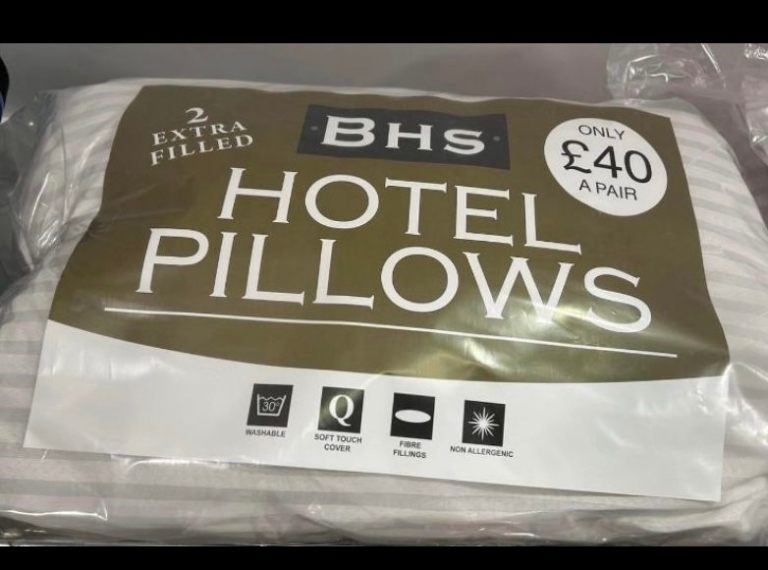 2
EXTRA
FILLED
BHS
ONLY
£40
A PAIR
HOTEL
PILLOWS
30°
WASHABLE
Q
SOFT TOUCH
COVER
FIBRE
FILLINGS
NON ALLERGENIC